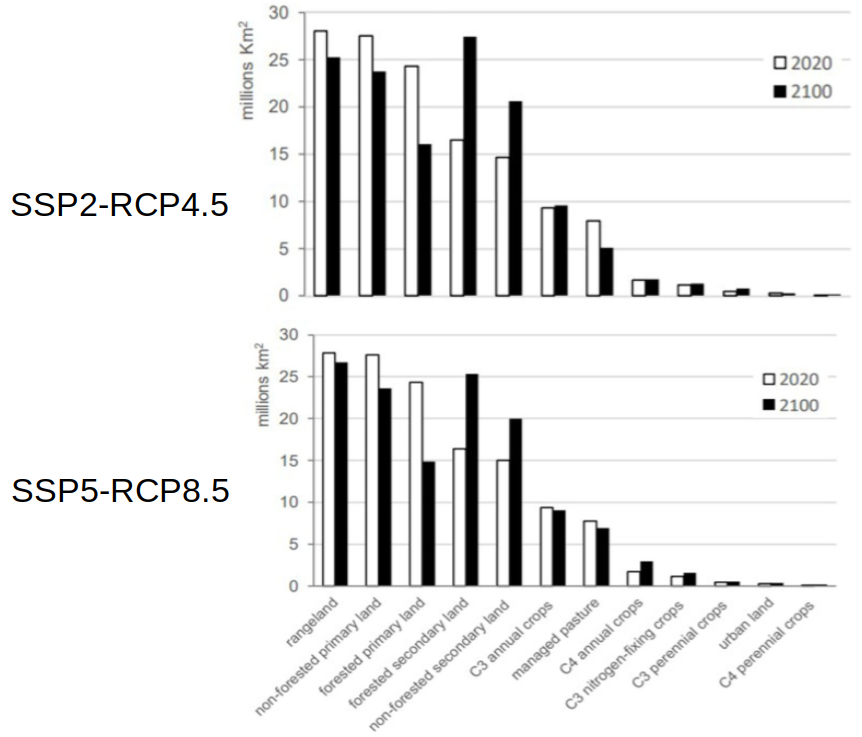 SSP2-RCP4.5
millions Km²
30
25
20
15
10
5
0
2020
2100
SSP5-RCP8.5
millions km²
30
25
20
15
10
5
0
2020
2100
rangeland
non-forested primary land
forested primary land
forested secondary land
non-forested secondary land
C3 annual crops
managed pasture
C4 annual crops
C3 nitrogen-fixing crops
C3 perennial crops
urban land
C4 perennial crops